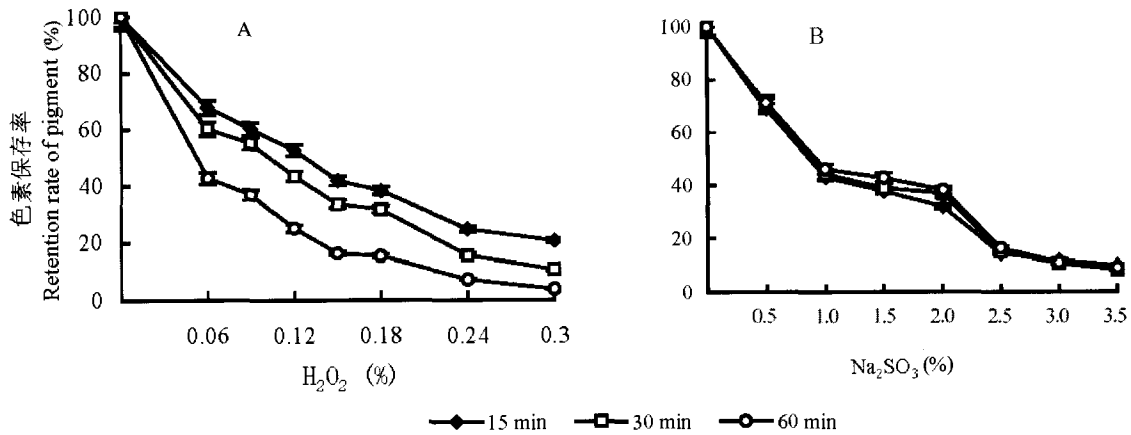 A
B
色素保存率
Retention rate of pigment (%)
100
80
60
40
20
0
0.06 0.12 0.18 0.24 0.3
H₂O₂ (%)
100
80
60
40
20
0
0.5 1.0 1.5 2.0 2.5 3.0 3.5
Na₂SO₃ (%)
15 min 30 min 60 min